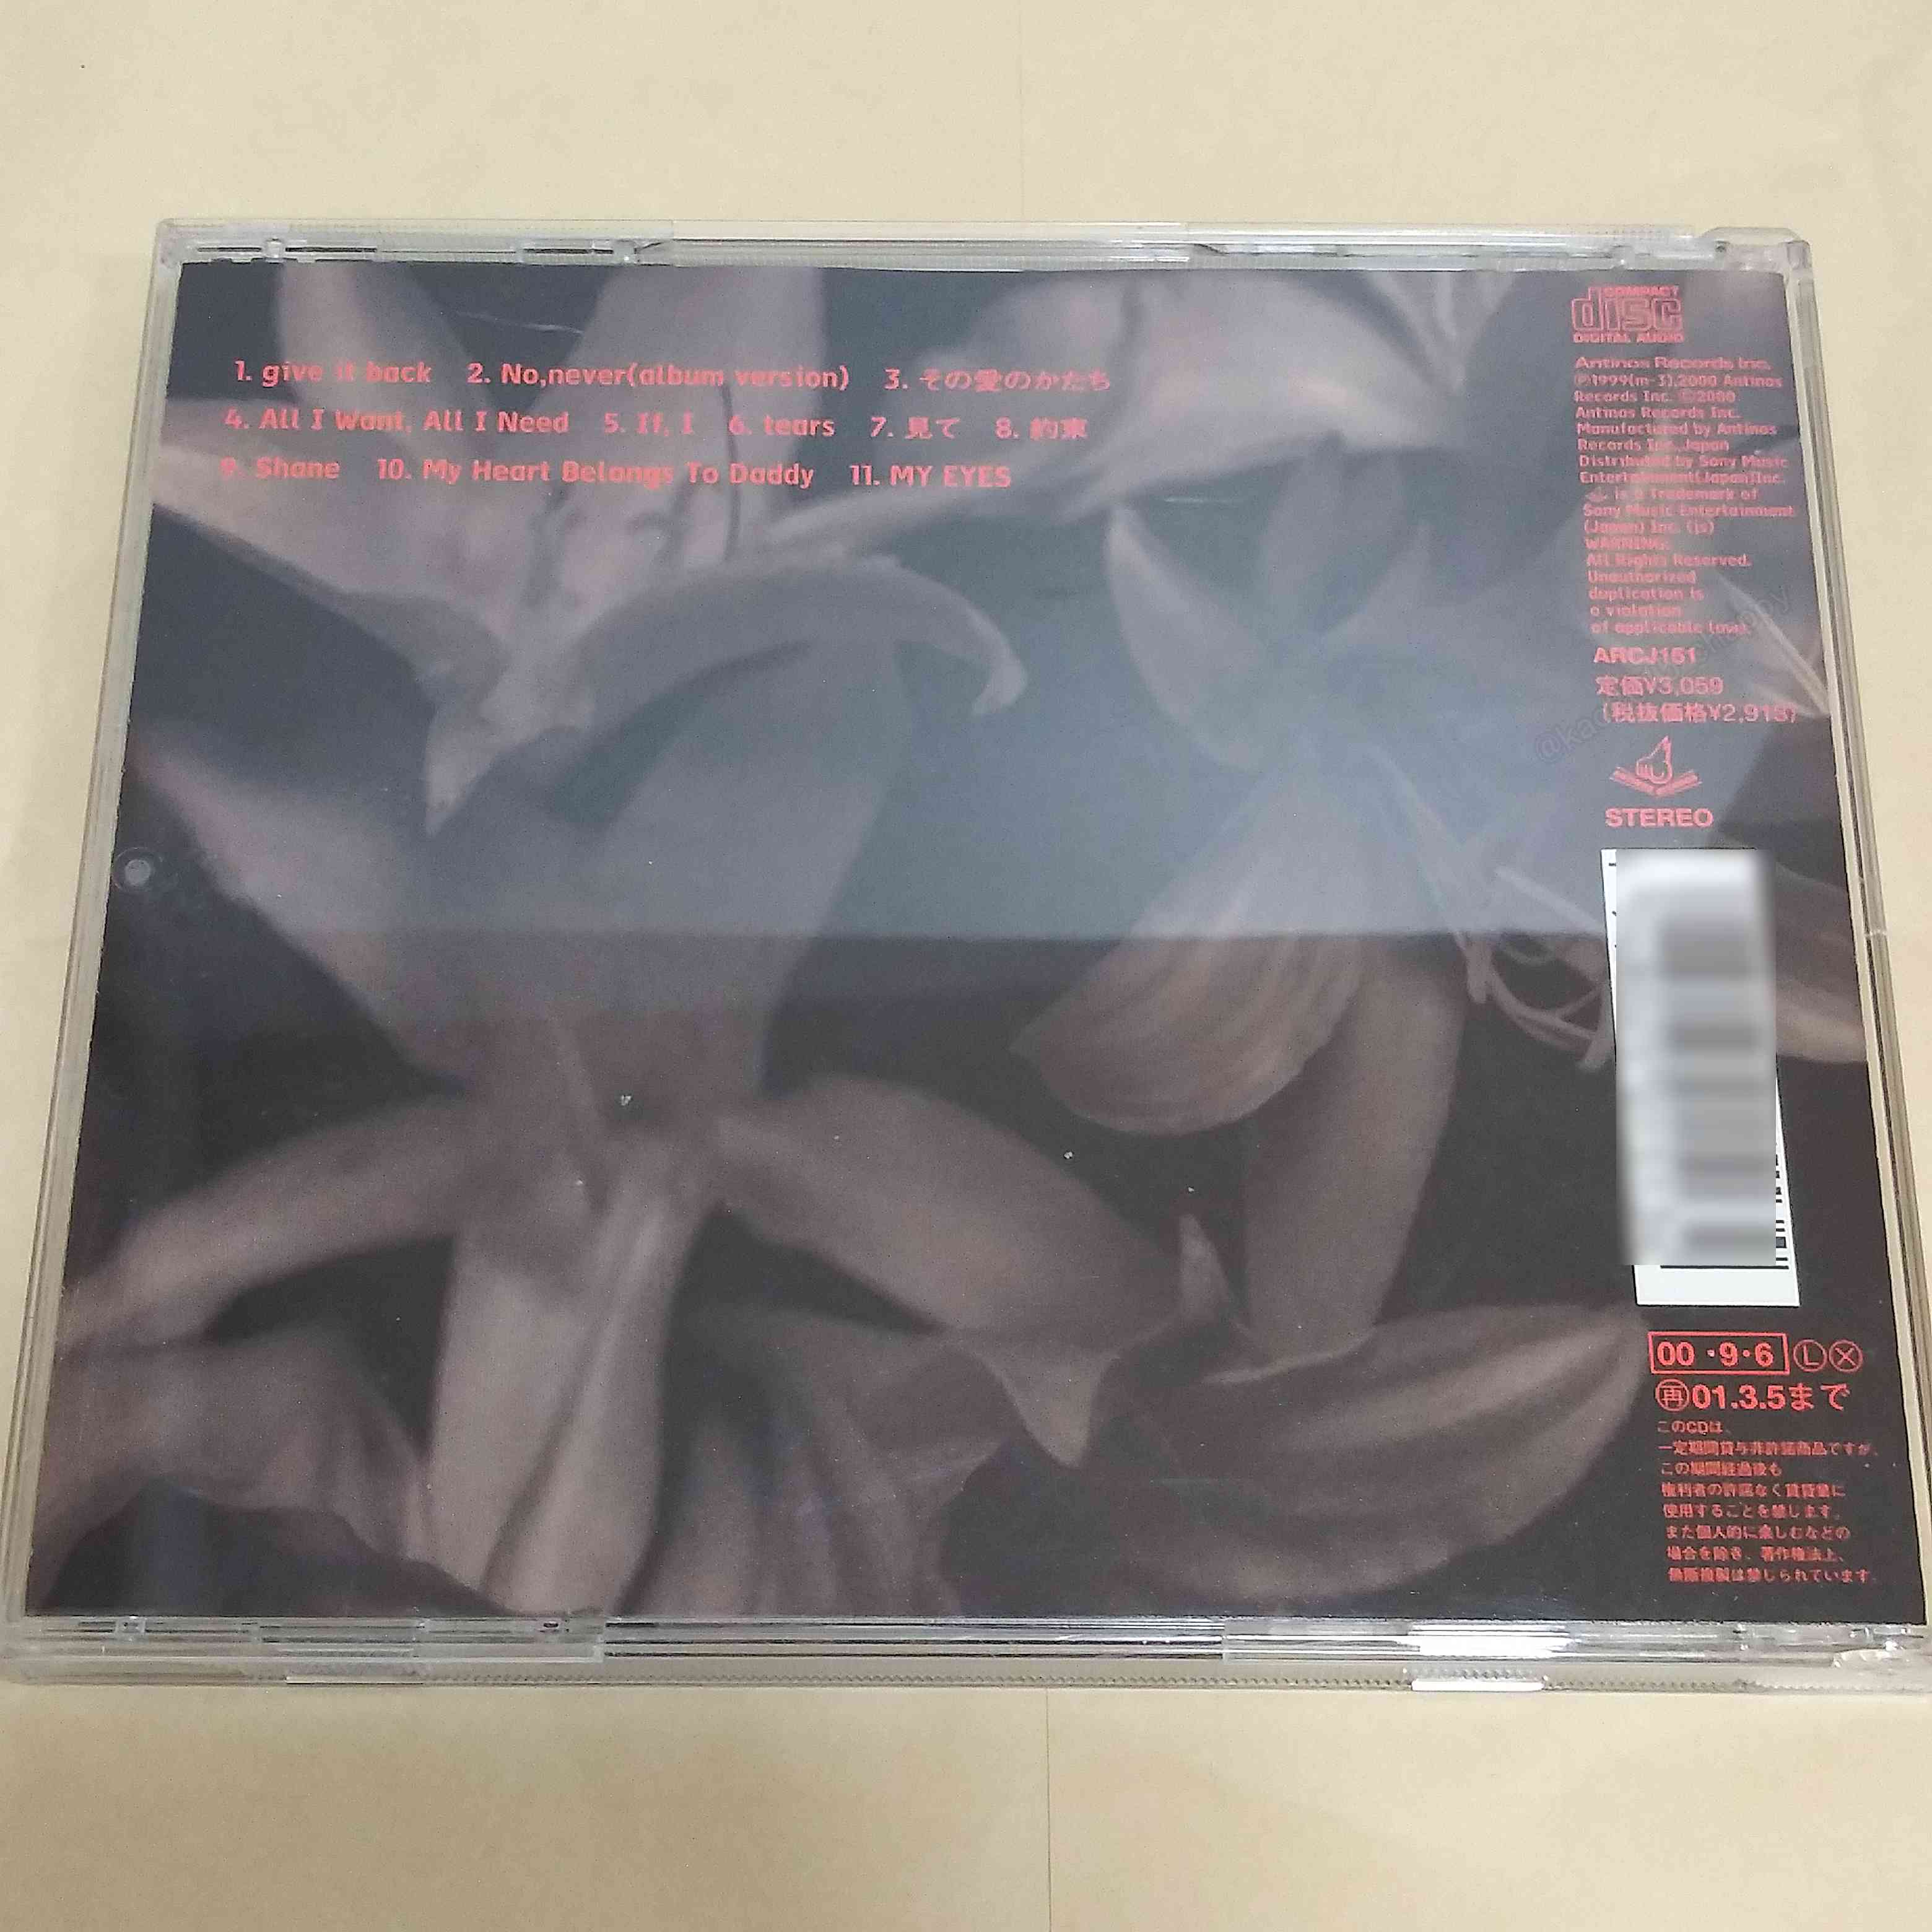 1. give it back 2. No,never(album version) 3. その愛のかたち
4. All I Want, All I Need 5. If, I 6. tears 7. 見て 8. 約束
9. Shane 10. My Heart Belongs To Daddy 11. MY EYES
COMPACT
disc
DIGITAL AUDIO
Antinos Records Inc.
Ⓟ1999(m-3),2000 Antinos
Records Inc. Ⓒ2000
Antinos Records Inc.
Manufactured by Antinos
Records Inc.,Japan
Distributed by Sony Music
Entertainment(Japan)Inc.
is a Trademark of
Sony Music Entertainment
(Japan) Inc. (js)
WARNING:
All Rights Reserved.
Unauthorized
duplication is
a violation
of applicable laws.
ARCJ151
定価¥3,059
(税抜価格¥2,913)
STEREO
00・9・6 Ⓛ Ⓧ
㊢01.3.5まで
このCDは、
一定期間貸与非許諾商品ですが、
この期間経過後も
権利者の許諾なく賃貸業に
使用することを禁じます。
また個人的に楽しむなどの
場合を除き、著作権法上、
無断複製は禁じられています。